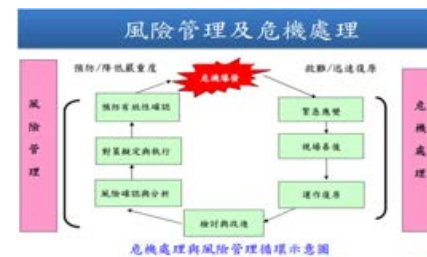 風險管理及危機處理
預防/降低嚴重度
危機爆發
救難/迅速復原
風險管理
預防有效性確認
對策擬定與執行
風險確認與分析
檢討與改進
緊急應變
現場善後
運作復原
危機處理
危機處理與風險管理循環示意圖